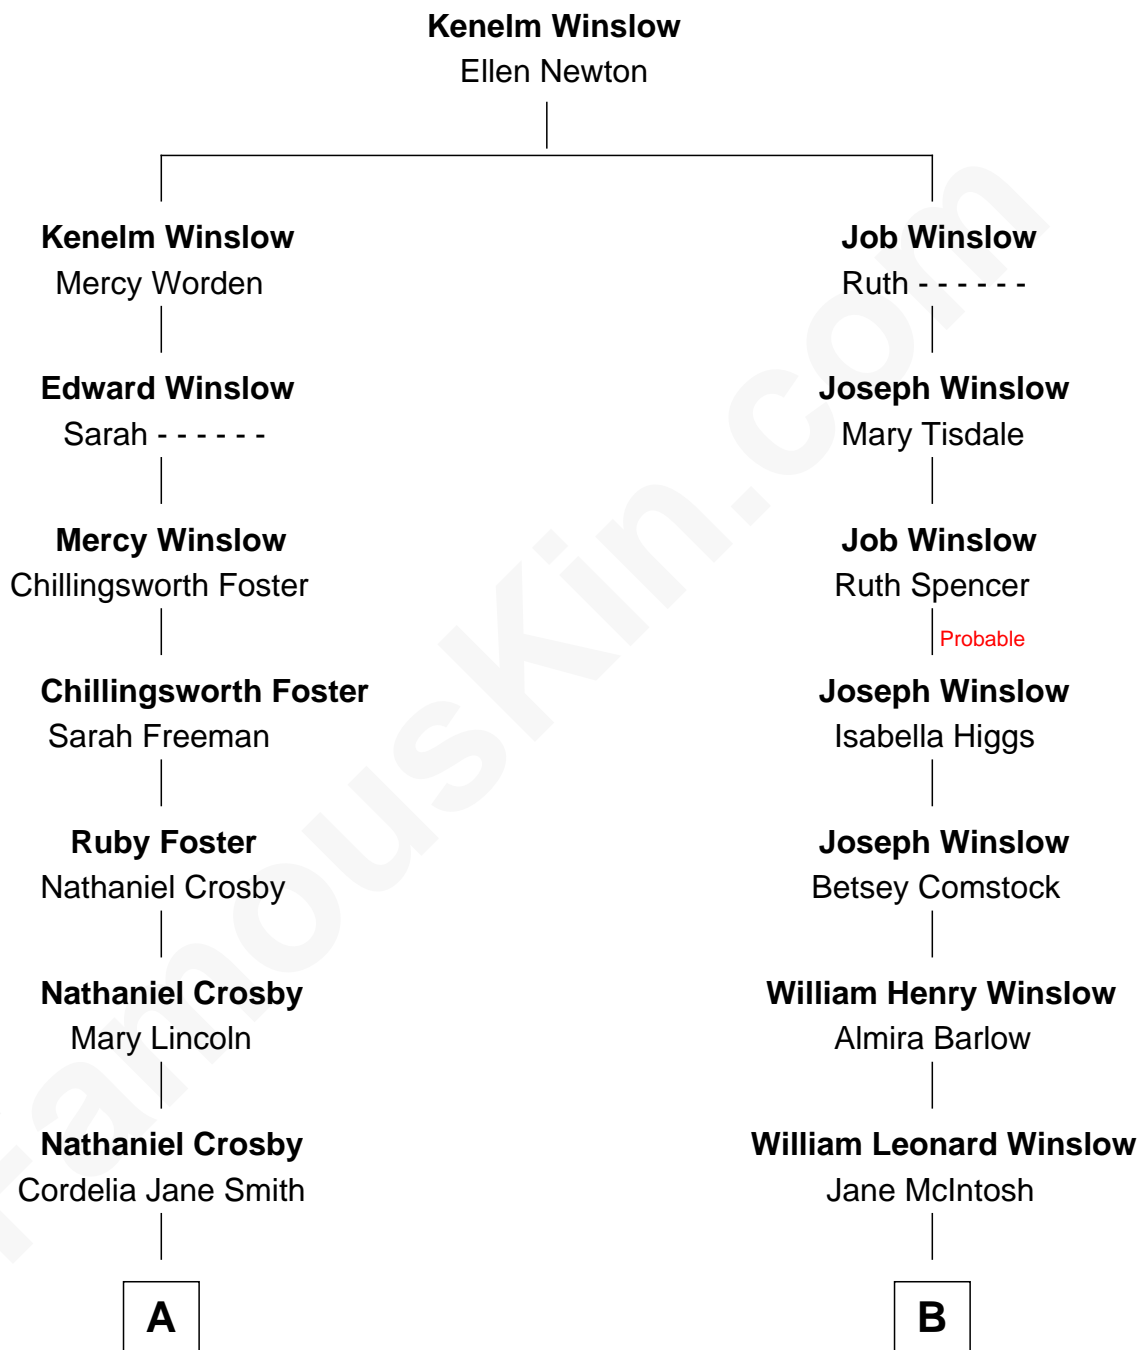 Kenelm Winslow
Ellen Newton
Kenelm Winslow
Mercy Worden
Edward Winslow
Sarah - - - - - -
Mercy Winslow
Chillingsworth Foster
Chillingsworth Foster
Sarah Freeman
Ruby Foster
Nathaniel Crosby
Nathaniel Crosby
Mary Lincoln
Nathaniel Crosby
Cordelia Jane Smith
A
Job Winslow
Ruth - - - - - -
Joseph Winslow
Mary Tisdale
Job Winslow
Ruth Spencer
Probable
Joseph Winslow
Isabella Higgs
Joseph Winslow
Betsey Comstock
William Henry Winslow
Almira Barlow
William Leonard Winslow
Jane McIntosh
B
FamousKin.com